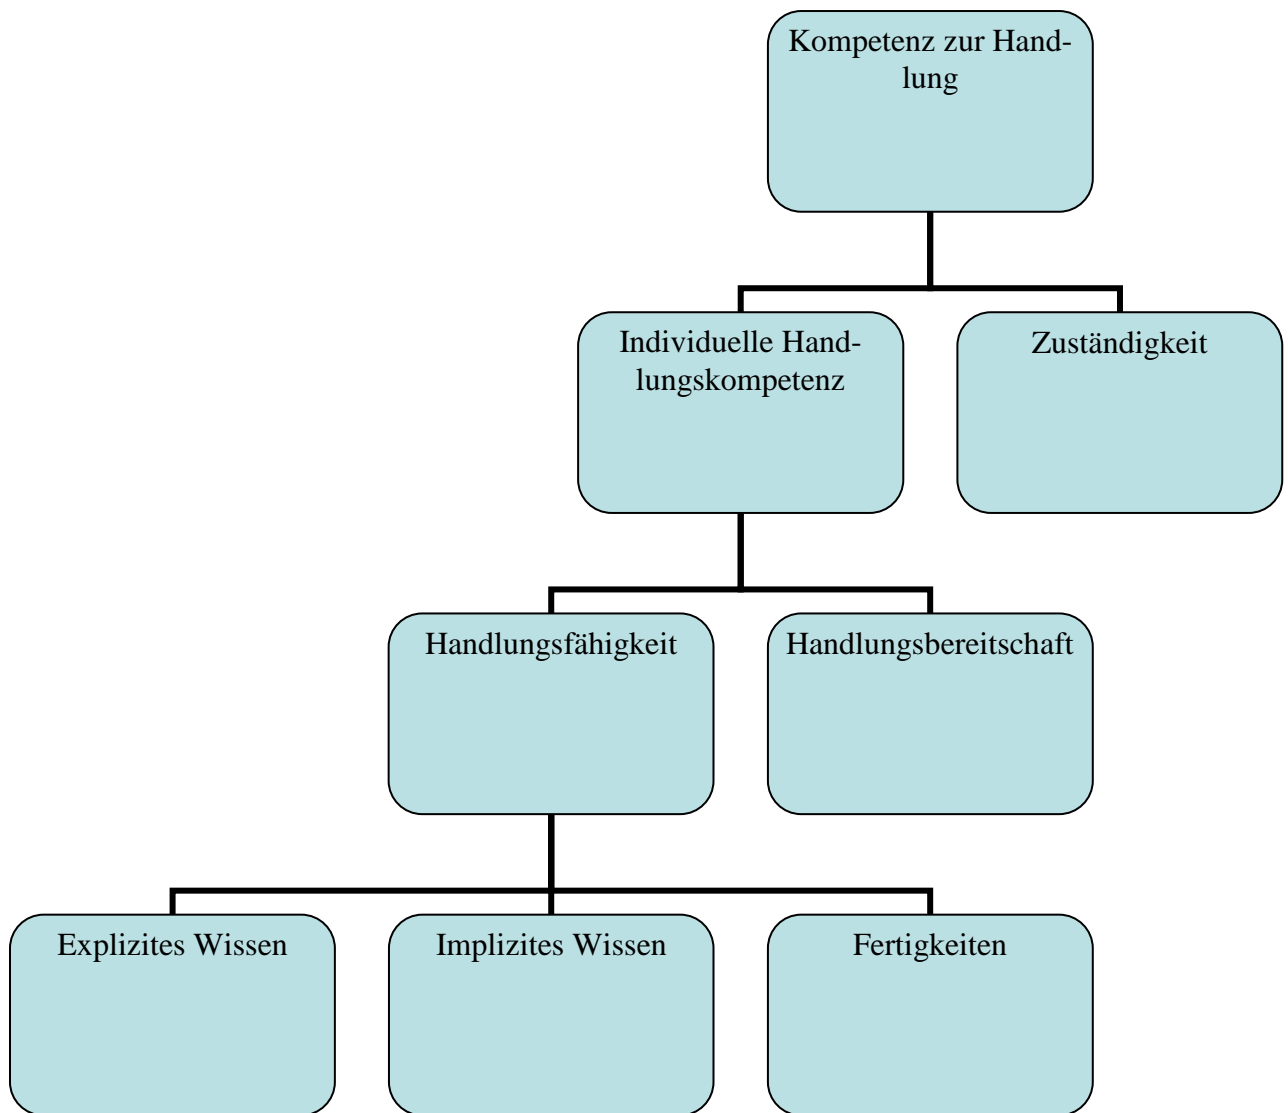 Kompetenz zur Hand-
lung
Individuelle Hand-
lungskompetenz
Zuständigkeit
Handlungsfähigkeit
Handlungsbereitschaft
Explizites Wissen
Implizites Wissen
Fertigkeiten